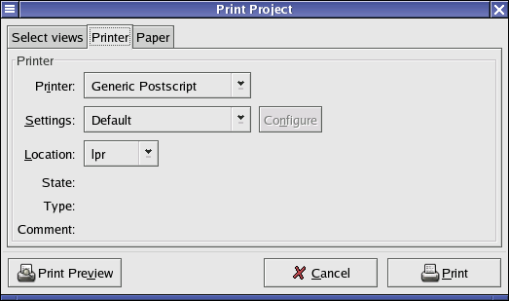 Print Project
Select views Printer Paper
Printer
Printer: Generic Postscript
Settings: Default Configure
Location: lpr
State:
Type:
Comment:
Print Preview Cancel Print